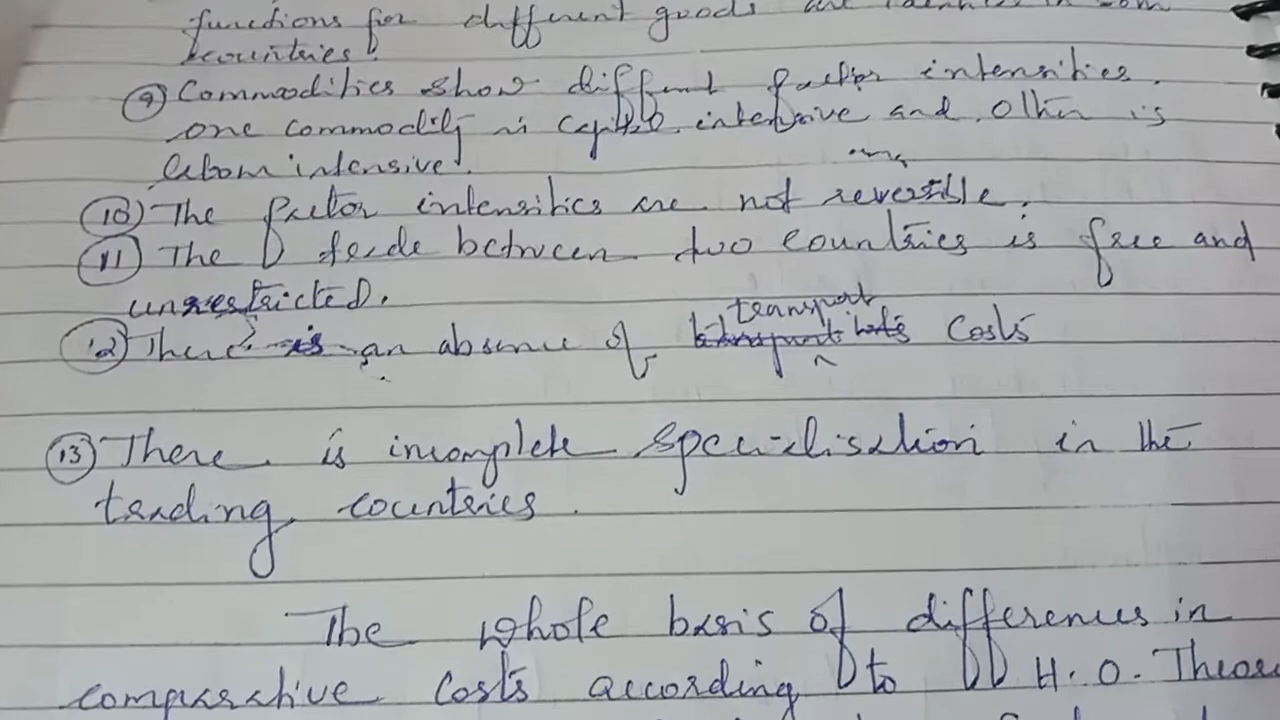 functions for different goods are in
countries.
(9) Commodities show different factor intensities.
one commodity is capital intensive and other is
labour intensive.
(10) The factor intensities are not reversible.
(11) The trade between two countries is free and
unrestricted.
transport
(12) There is an absence of costs
(13) There is incomplete specialisation in the
trading countries.
The whole basis of differences in
comparative costs according to H.O. Theory